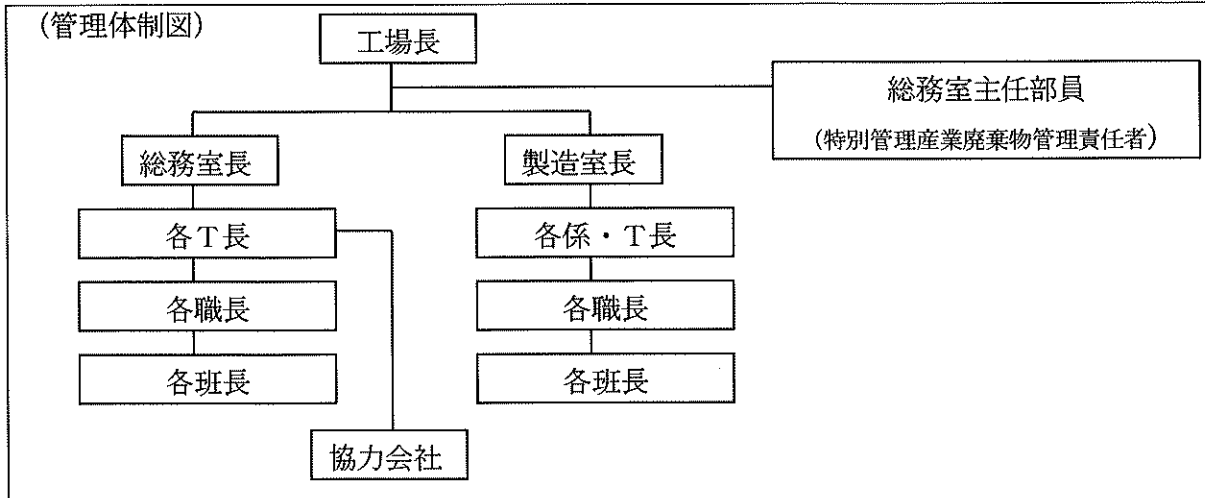 (管理体制図)
工場長
総務室主任部員
(特別管理産業廃棄物管理責任者)
総務室長
製造室長
各T長
各係・T長
各職長
各職長
各班長
各班長
協力会社